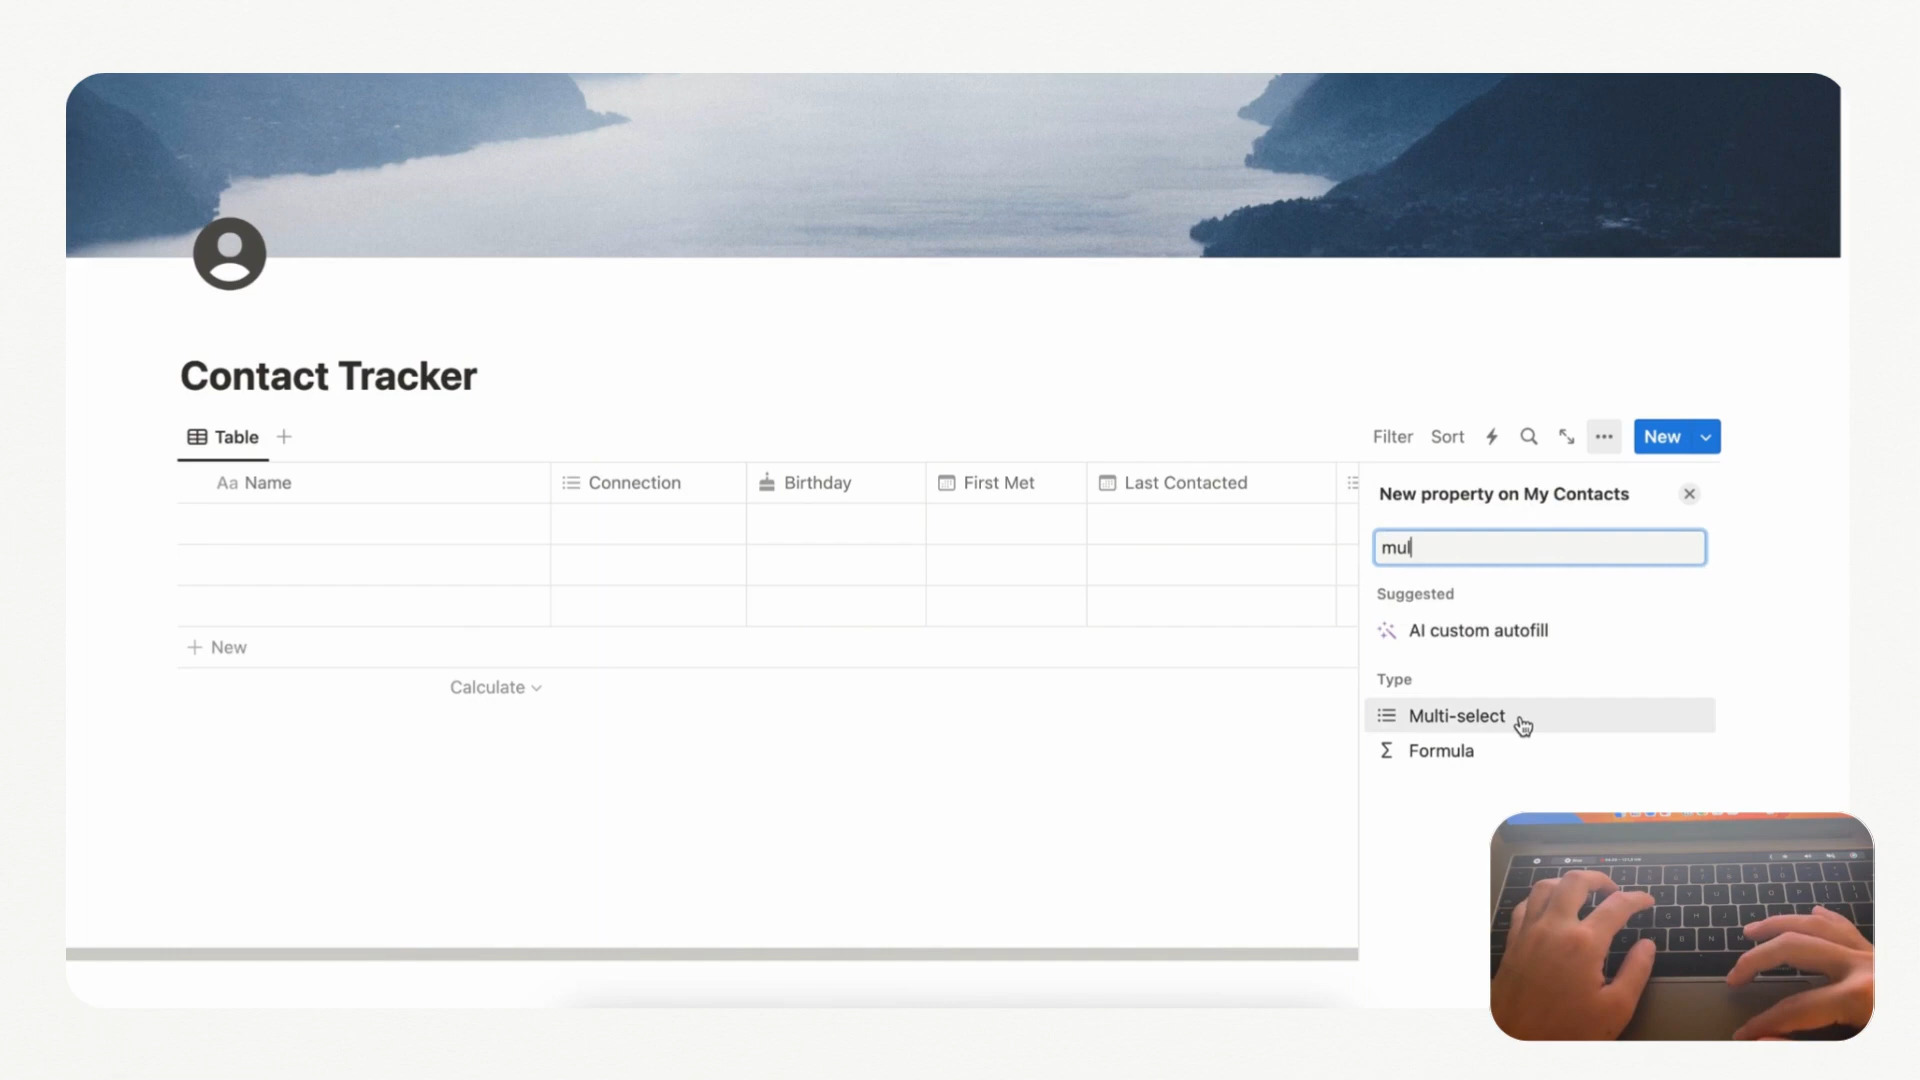 Contact Tracker
Table
Filter Sort New
Aa Name Connection Birthday First Met Last Contacted
New property on My Contacts
mul
Suggested
AI custom autofill
Type
Multi-select
Formula
+ New
Calculate